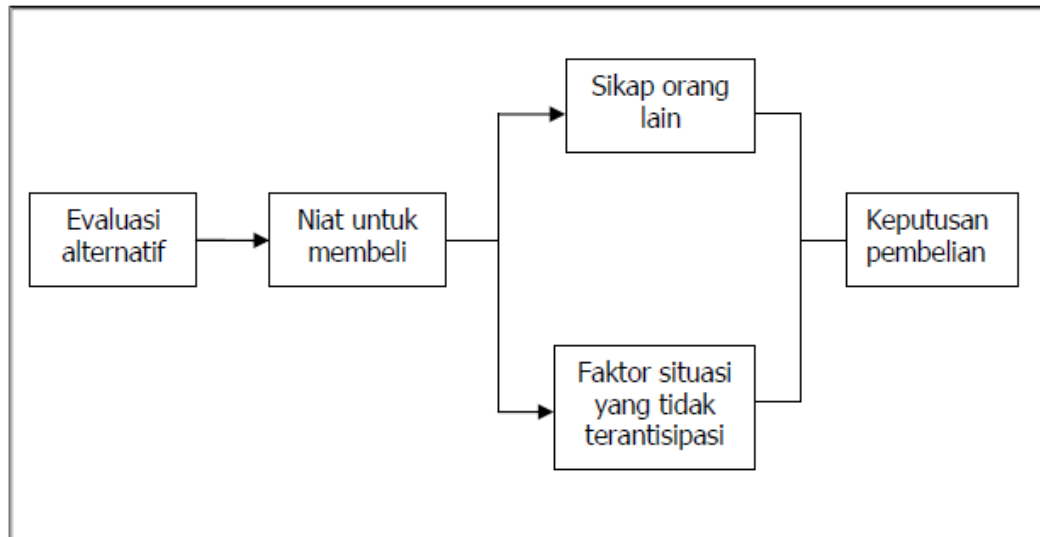 Evaluasi
alternatif
Niat untuk
membeli
Sikap orang
lain
Faktor situasi
yang tidak
terantisipasi
Keputusan
pembelian